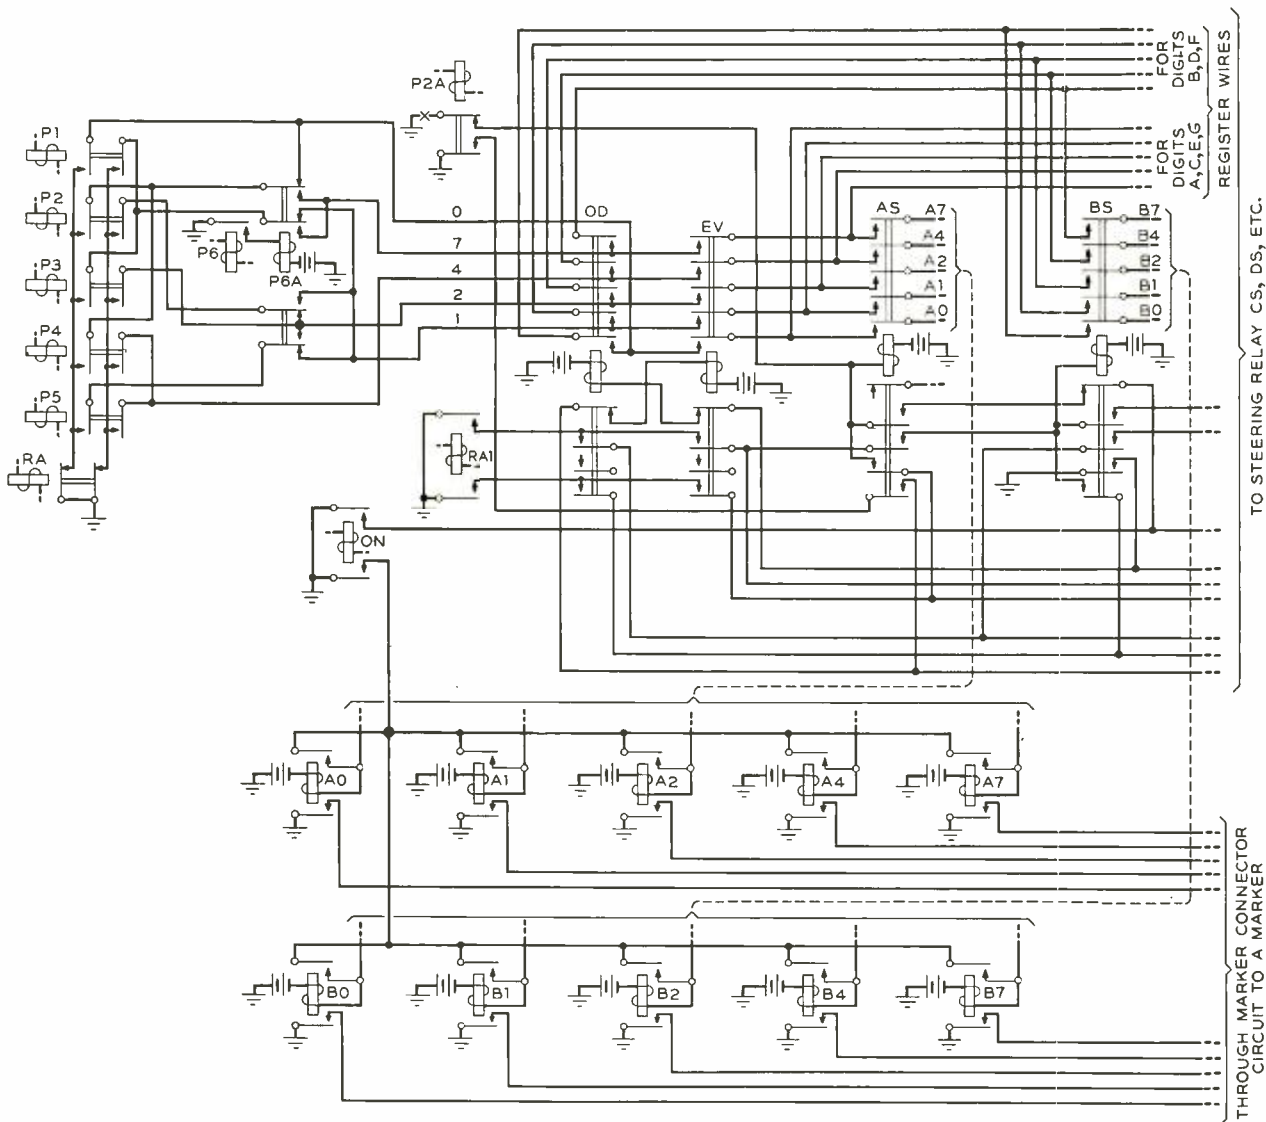 P2A
FOR
DIGITS
B,D,F
FOR
DIGITS
A,C,E,G
REGISTER WIRES
TO STEERING RELAY CS, DS, ETC.
P1
P2
P3
P4
P5
RA
P6
P6A
0
7
4
2
1
OD
EV
AS
A7
A4
A2
A1
A0
BS
B7
B4
B2
B1
B0
RA1
ON
A0
A1
A2
A4
A7
B0
B1
B2
B4
B7
THROUGH MARKER CONNECTOR
CIRCUIT TO A MARKER